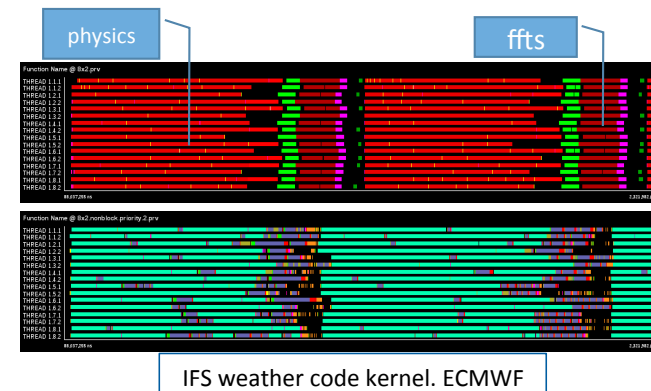 physics
ffts
Function Name @ 8x2.prv
THREAD 1.1.1
THREAD 1.1.2
THREAD 1.2.1
THREAD 1.2.2
THREAD 1.3.1
THREAD 1.3.2
THREAD 1.4.1
THREAD 1.4.2
THREAD 1.5.1
THREAD 1.5.2
THREAD 1.6.1
THREAD 1.6.2
THREAD 1.7.1
THREAD 1.7.2
THREAD 1.8.1
THREAD 1.8.2
Function Name @ 8x2.nonblock.priority.2.prv
THREAD 1.1.1
THREAD 1.1.2
THREAD 1.2.1
THREAD 1.2.2
THREAD 1.3.1
THREAD 1.3.2
THREAD 1.4.1
THREAD 1.4.2
THREAD 1.5.1
THREAD 1.5.2
THREAD 1.6.1
THREAD 1.6.2
THREAD 1.7.1
THREAD 1.7.2
THREAD 1.8.1
THREAD 1.8.2
IFS weather code kernel. ECMWF